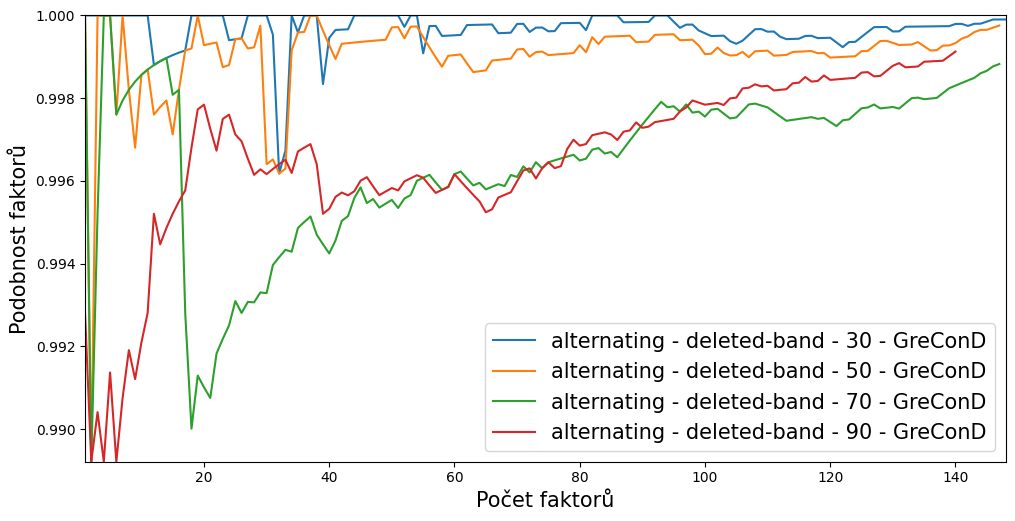 1.000
0.998
0.996
0.994
0.992
0.990
Podobnost faktorů
alternating - deleted-band - 30 - GreConD
alternating - deleted-band - 50 - GreConD
alternating - deleted-band - 70 - GreConD
alternating - deleted-band - 90 - GreConD
20 40 60 80 100 120 140
Počet faktorů